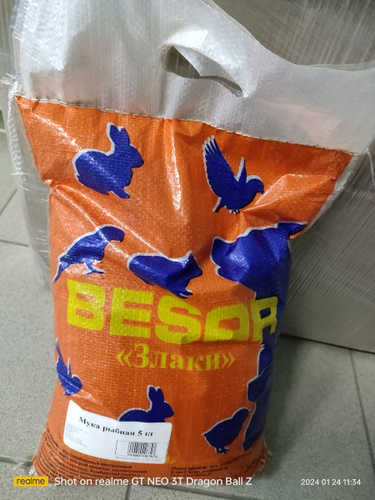 BESAR
«Злаки»
Мука рыбная 5 кг
realme
Shot on realme GT NEO 3T Dragon Ball Z
2024 01 24 11:34